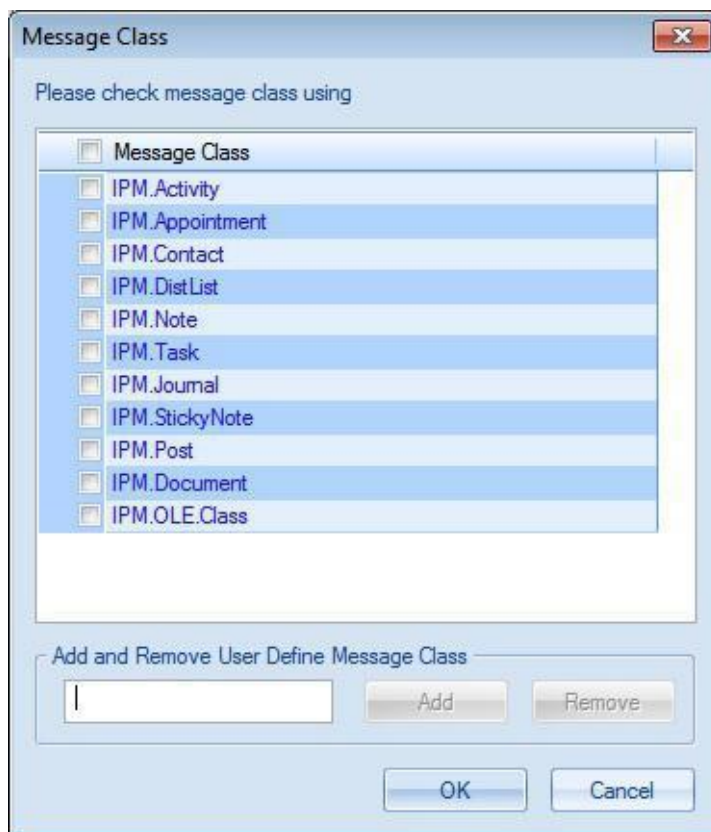 Message Class
Please check message class using
Message Class
IPM.Activity
IPM.Appointment
IPM.Contact
IPM.DistList
IPM.Note
IPM.Task
IPM.Journal
IPM.StickyNote
IPM.Post
IPM.Document
IPM.OLE.Class
Add and Remove User Define Message Class
Add Remove
OK Cancel